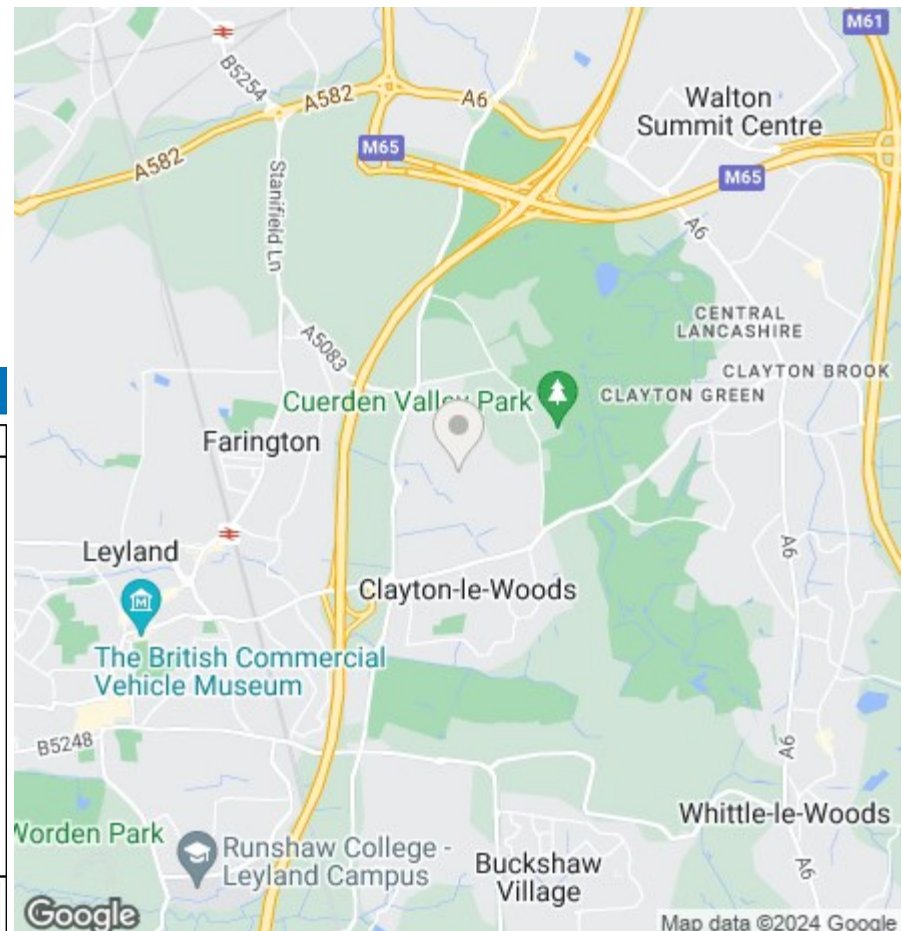 M61
B5254
A582
A6
Walton
Summit Centre
M65
A582
M65
Stanifield Ln
A6
CENTRAL
LANCASHIRE
A5083
CLAYTON BROOK
Cuerden Valley Park
CLAYTON GREEN
Farington
Leyland
A6
Clayton-le-Woods
The British Commercial
Vehicle Museum
B5248
A6
Whittle-le-Woods
Worden Park
Runshaw College -
Leyland Campus
Buckshaw
Village
A6
Google
Map data ©2024 Google